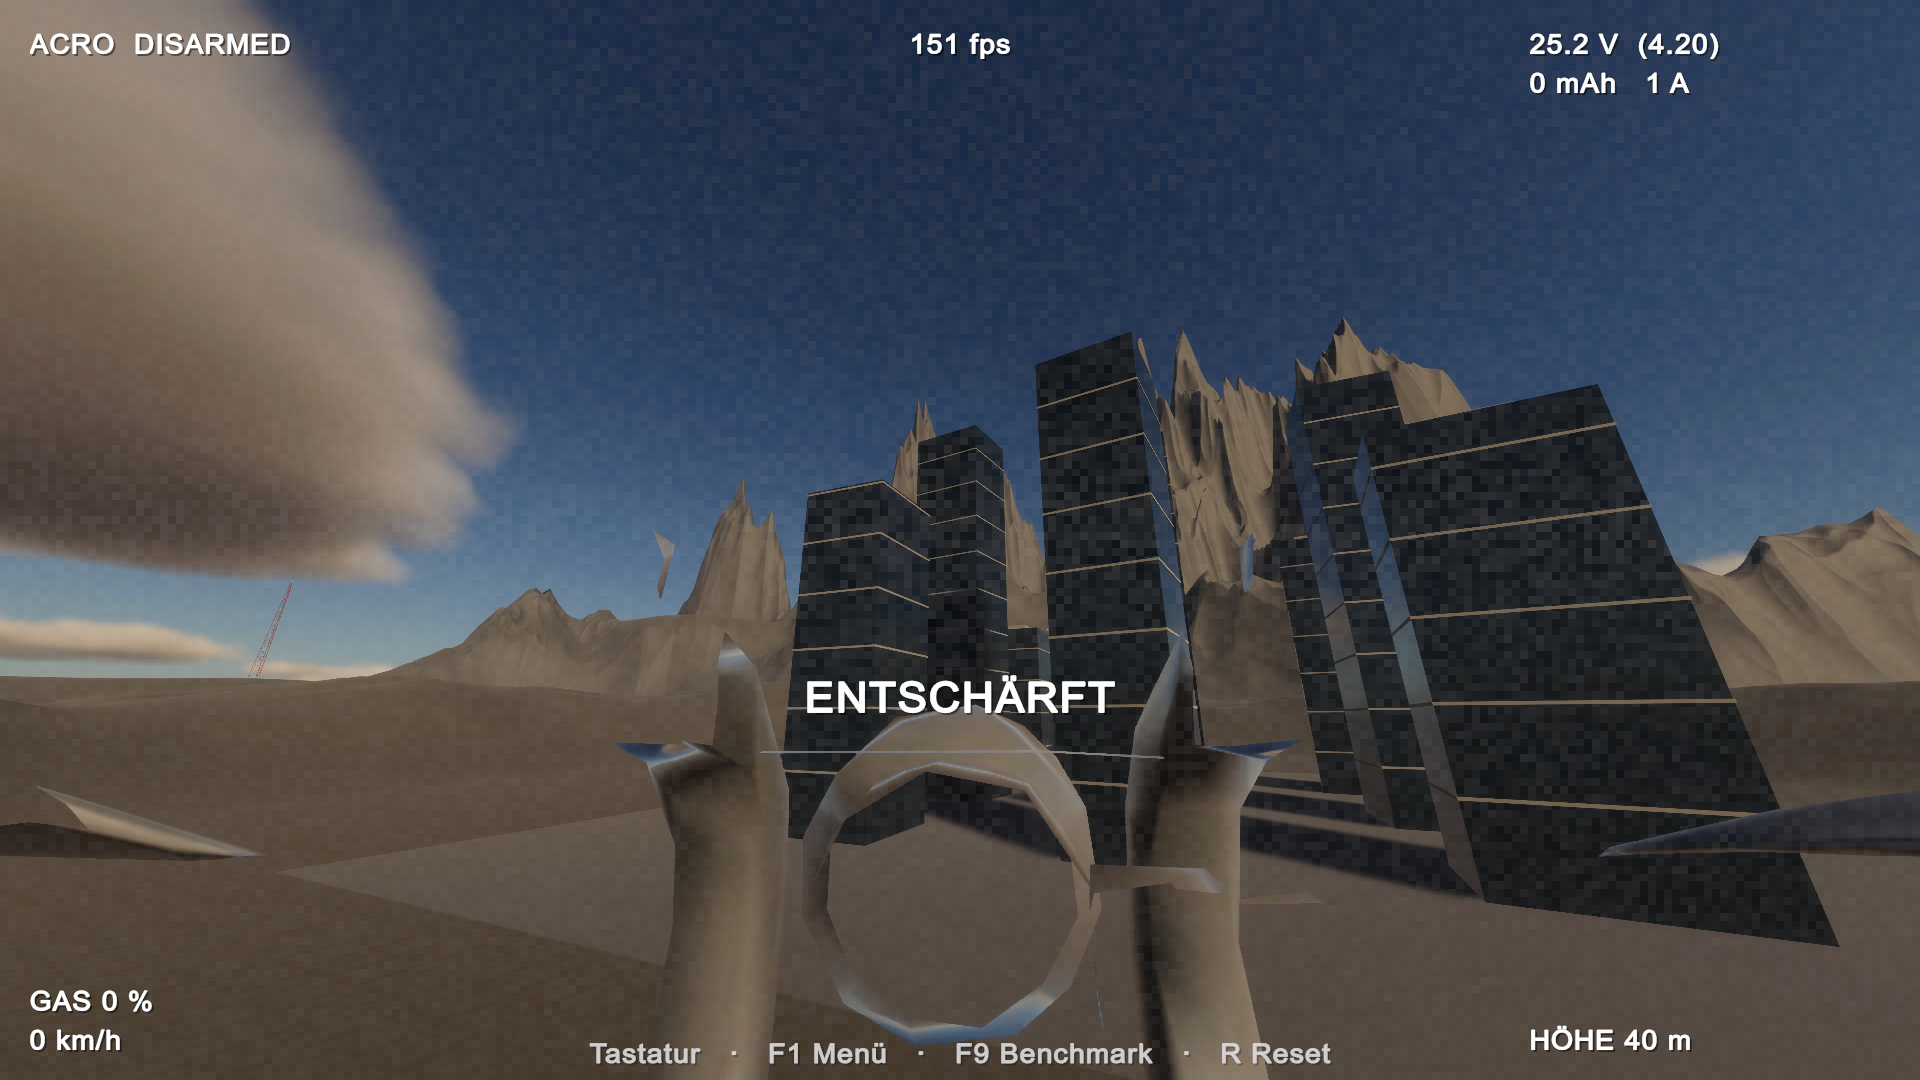 ACRO DISARMED
151 fps
25.2 V (4.20)
0 mAh 1 A
ENTSCHÄRFT
GAS 0 %
0 km/h
HÖHE 40 m
Tastatur · F1 Menü · F9 Benchmark · R Reset